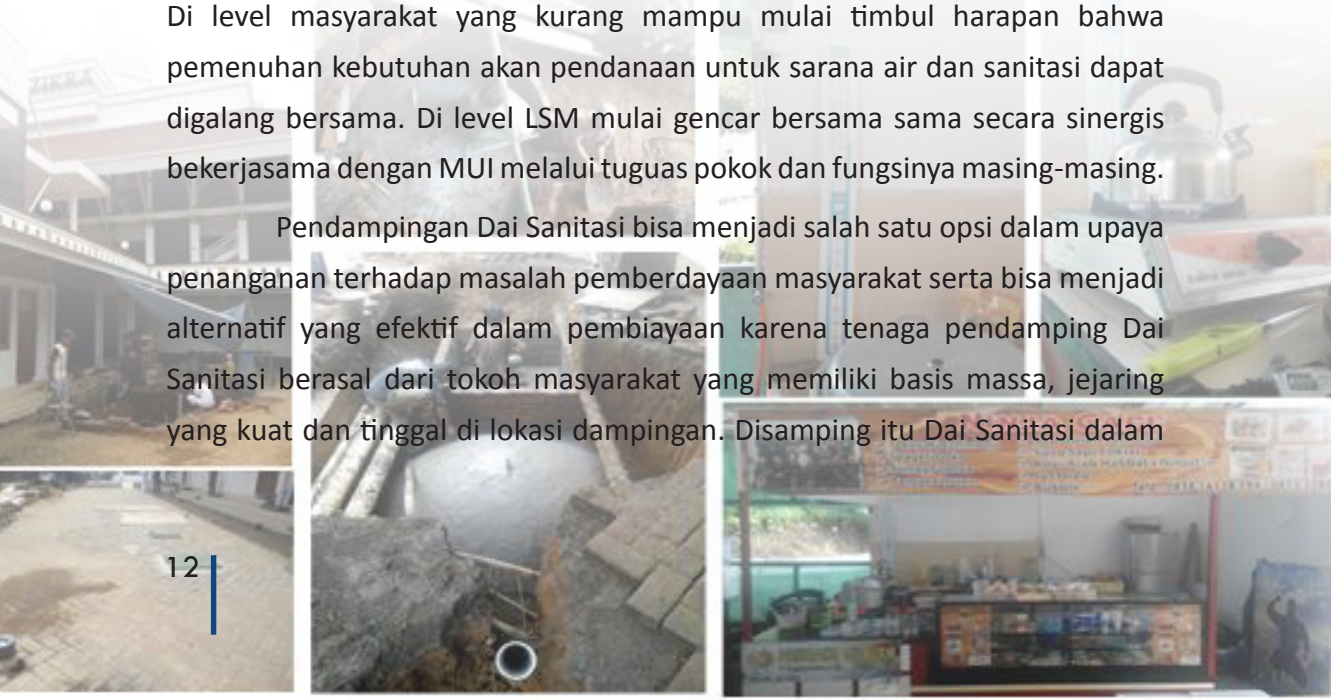 Di level masyarakat yang kurang mampu mulai timbul harapan bahwa
pemenuhan kebutuhan akan pendanaan untuk sarana air dan sanitasi dapat
digalang bersama. Di level LSM mulai gencar bersama sama secara sinergis
bekerjasama dengan MUI melalui tuguas pokok dan fungsinya masing-masing.
Pendampingan Dai Sanitasi bisa menjadi salah satu opsi dalam upaya
penanganan terhadap masalah pemberdayaan masyarakat serta bisa menjadi
alternatif yang efektif dalam pembiayaan karena tenaga pendamping Dai
Sanitasi berasal dari tokoh masyarakat yang memiliki basis massa, jejaring
yang kuat dan tinggal di lokasi dampingan. Disamping itu Dai Sanitasi dalam
12
ZIKRA